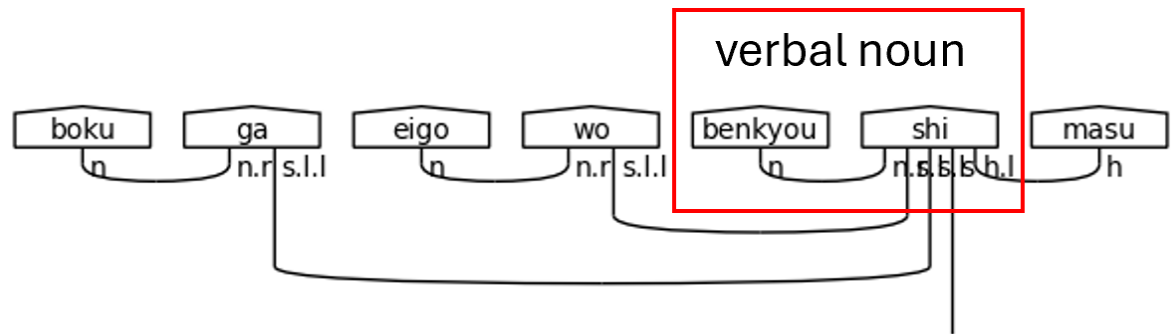 verbal noun
boku ga eigo wo benkyou shi masu
n n.r s.l.l n n.r s.l.l n h.l h